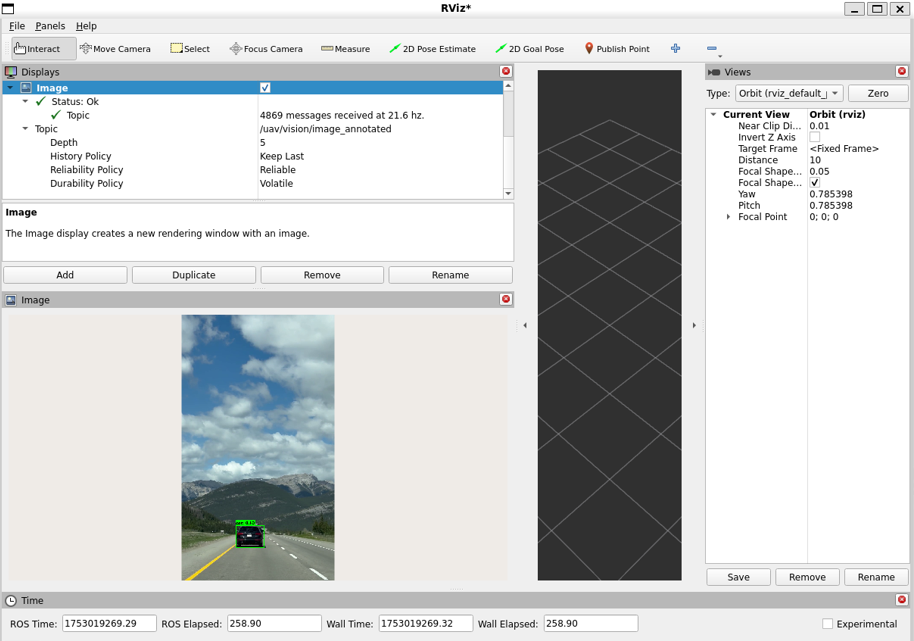 RViz*
File Panels Help
Interact Move Camera Select Focus Camera Measure 2D Pose Estimate 2D Goal Pose Publish Point
Displays
Image
Status: Ok
Topic 4869 messages received at 21.6 hz.
Topic /uav/vision/image_annotated
Depth 5
History Policy Keep Last
Reliability Policy Reliable
Durability Policy Volatile
Image
The Image display creates a new rendering window with an image.
Add Duplicate Remove Rename
Image
Views
Type: Orbit (rviz_default_ Zero
Current View Orbit (rviz)
Near Clip Di... 0.01
Invert Z Axis
Target Frame <Fixed Frame>
Distance 10
Focal Shape... 0.05
Focal Shape...
Yaw 0.785398
Pitch 0.785398
Focal Point 0; 0; 0
Save Remove Rename
Time
ROS Time: 1753019269.29 ROS Elapsed: 258.90 Wall Time: 1753019269.32 Wall Elapsed: 258.90 Experimental